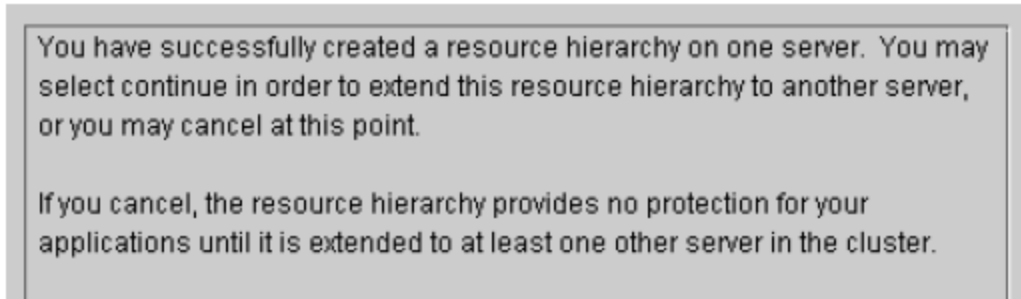 You have successfully created a resource hierarchy on one server.  You may
select continue in order to extend this resource hierarchy to another server,
or you may cancel at this point.
If you cancel, the resource hierarchy provides no protection for your
applications until it is extended to at least one other server in the cluster.